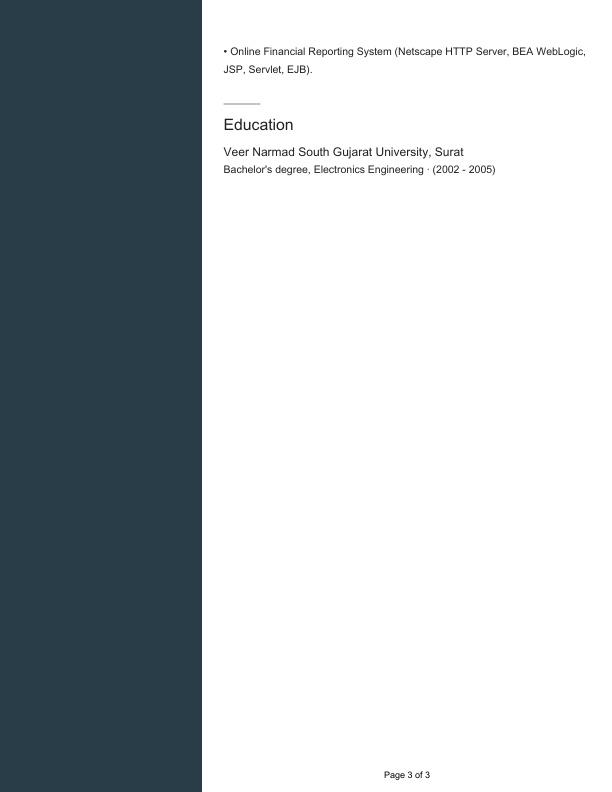 • Online Financial Reporting System (Netscape HTTP Server, BEA WebLogic,
JSP, Servlet, EJB).
Education
Veer Narmad South Gujarat University, Surat
Bachelor's degree, Electronics Engineering · (2002 - 2005)
Page 3 of 3